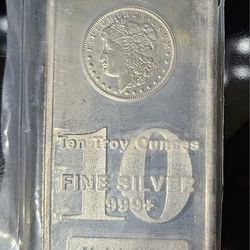 10
Ten Troy Ounces
FINE SILVER
999+